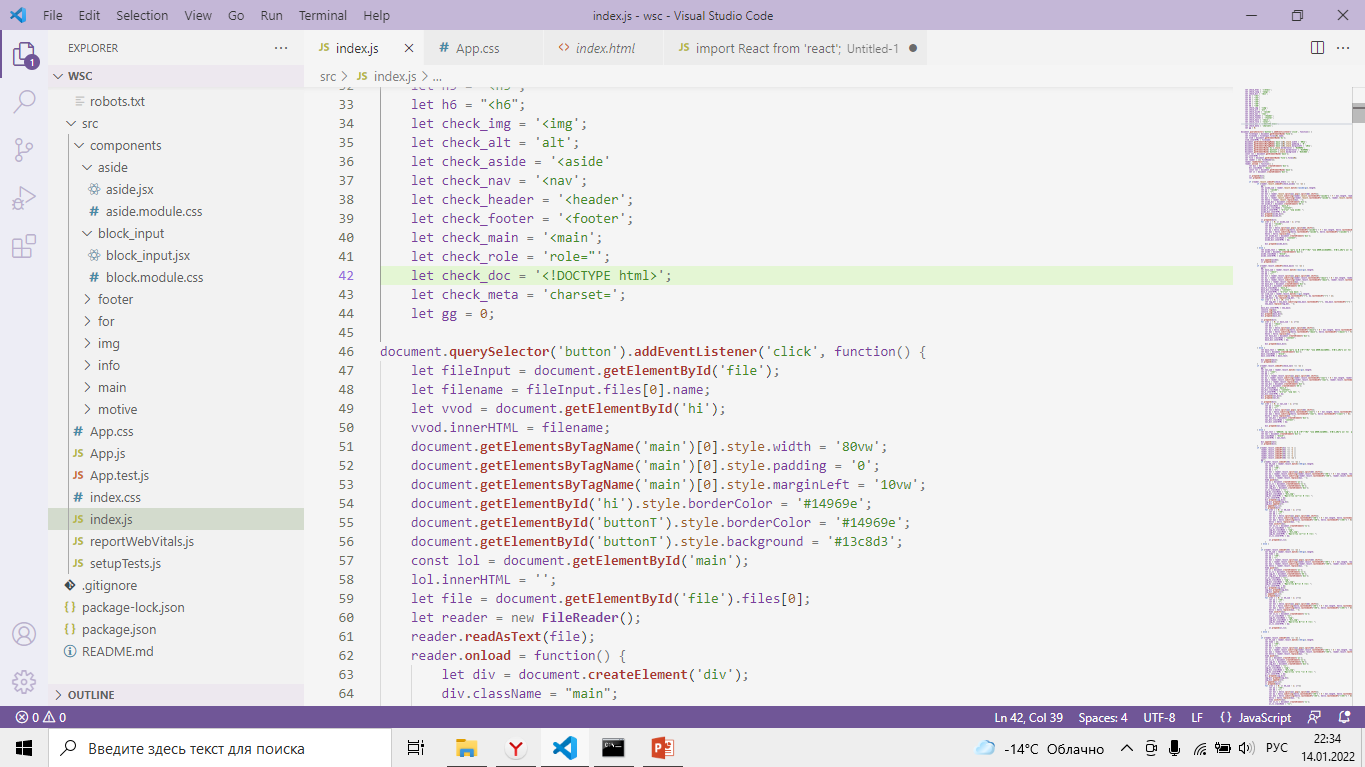 File Edit Selection View Go Run Terminal Help
index.js - wsc - Visual Studio Code
EXPLORER
WSC
robots.txt
src
components
aside
aside.jsx
aside.module.css
block_input
block_input.jsx
block.module.css
footer
for
img
info
main
motive
App.css
App.js
App.test.js
index.css
index.js
reportWebVitals.js
setupTests.js
.gitignore
package-lock.json
package.json
README.md
OUTLINE
index.js
App.css
index.html
import React from 'react'; Untitled-1
src > index.js > ...
32 let h5 = "<h5";
33 let h6 = "<h6";
34 let check_img = '<img';
35 let check_alt = 'alt';
36 let check_aside = '<aside'
37 let check_nav = '<nav';
38 let check_header = '<header';
39 let check_footer = '<footer';
40 let check_main = '<main';
41 let check_role = 'role="';
42 let check_doc = '<!DOCTYPE html>';
43 let check_meta = 'charset=';
44 let gg = 0;
45
46 document.querySelector('button').addEventListener('click', function() {
47 let fileInput = document.getElementById('file');
48 let filename = fileInput.files[0].name;
49 let vvod = document.getElementById('hi');
50 vvod.innerHTML = filename;
51 document.getElementsByTagName('main')[0].style.width = '80vw';
52 document.getElementsByTagName('main')[0].style.padding = '0';
53 document.getElementsByTagName('main')[0].style.marginLeft = '10vw';
54 document.getElementById('hi').style.borderColor = '#14969e';
55 document.getElementById('buttonT').style.borderColor = '#14969e';
56 document.getElementById('buttonT').style.background = '#13c8d3';
57 const lol = document.getElementById('main');
58 lol.innerHTML = '';
59 let file = document.getElementById('file').files[0];
60 let reader = new FileReader();
61 reader.readAsText(file);
62 reader.onload = function() {
63 let div = document.createElement('div');
64 div.className = "main";
0 0
Ln 42, Col 39 Spaces: 4 UTF-8 LF {} JavaScript
Введите здесь текст для поиска
-14°C Облачно
РУС
22:34
14.01.2022